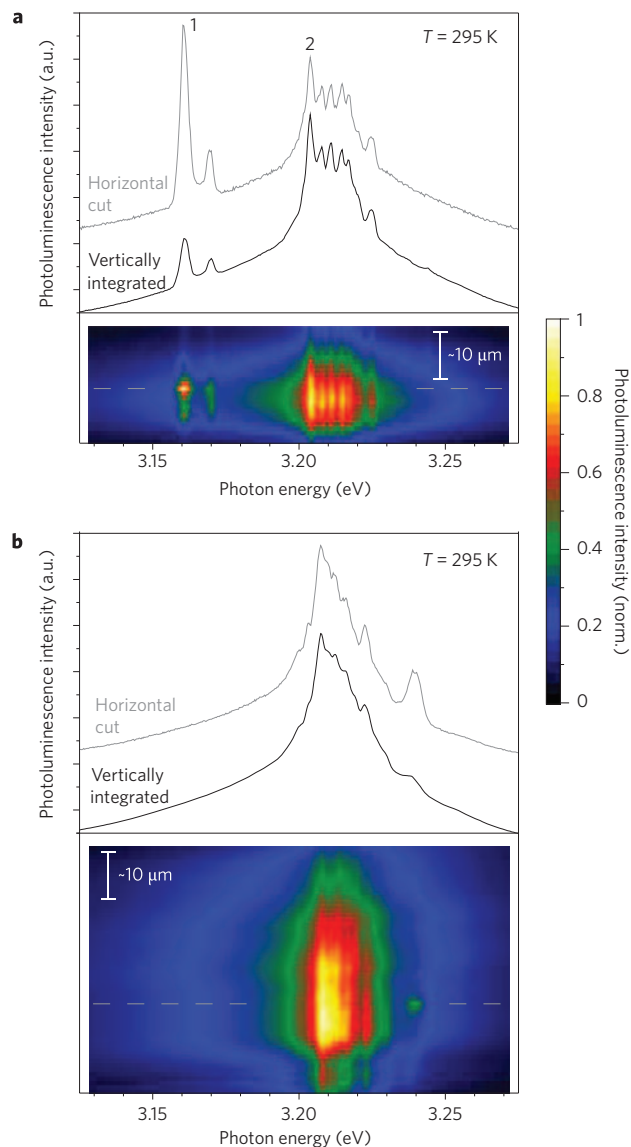 a
Photoluminescence intensity (a.u.)
1
2
T = 295 K
Horizontal
cut
Vertically
integrated
~10 µm
3.15
3.20
3.25
Photon energy (eV)
1
0.8
0.6
0.4
0.2
0
Photoluminescence intensity (norm.)
b
Photoluminescence intensity (a.u.)
T = 295 K
Horizontal
cut
Vertically
integrated
~10 µm
3.15
3.20
3.25
Photon energy (eV)